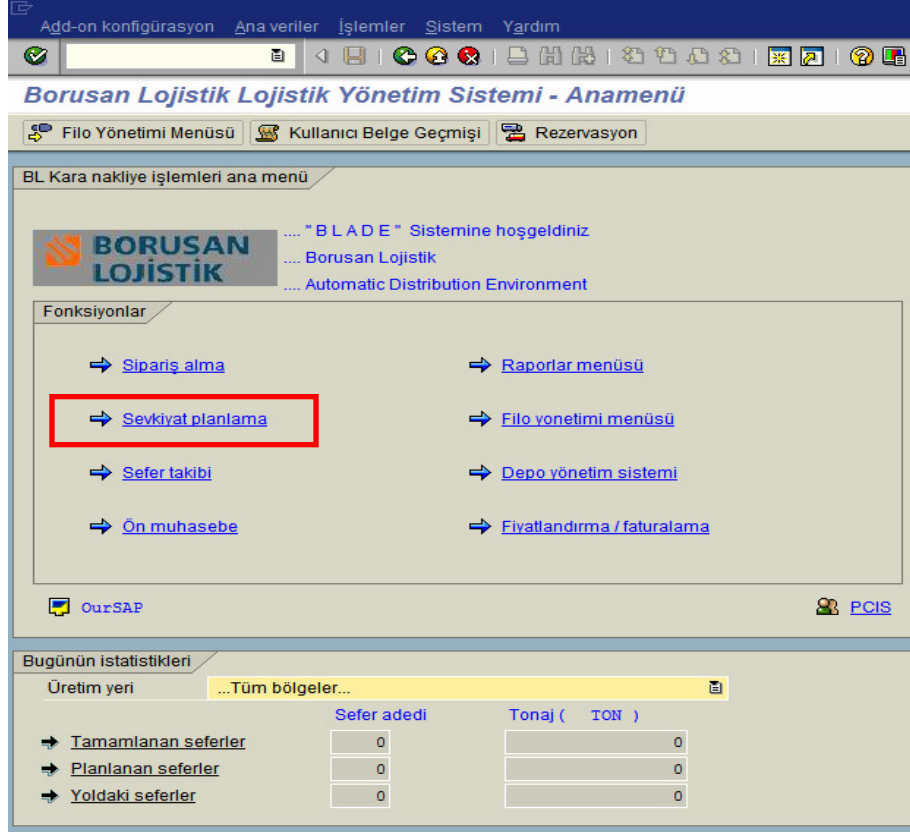 Add-on konfigürasyon Ana veriler İşlemler Sistem Yardım
Borusan Lojistik Lojistik Yönetim Sistemi - Anamenü
Filo Yönetimi Menüsü Kullanıcı Belge Geçmişi Rezervasyon
BL Kara nakliye işlemleri ana menü
BORUSAN
LOJİSTİK
.... "B L A D E" Sistemine hoşgeldiniz
.... Borusan Lojistik
.... Automatic Distribution Environment
Fonksiyonlar
Sipariş alma Raporlar menüsü
Sevkiyat planlama Filo yonetimi menüsü
Sefer takibi Depo yönetim sistemi
Ön muhasebe Fiyatlandırma / faturalama
OurSAP PCIS
Bugünün istatistikleri
Üretim yeri ...Tüm bölgeler...
Sefer adedi Tonaj ( TON )
Tamamlanan seferler 0 0
Planlanan seferler 0 0
Yoldaki seferler 0 0